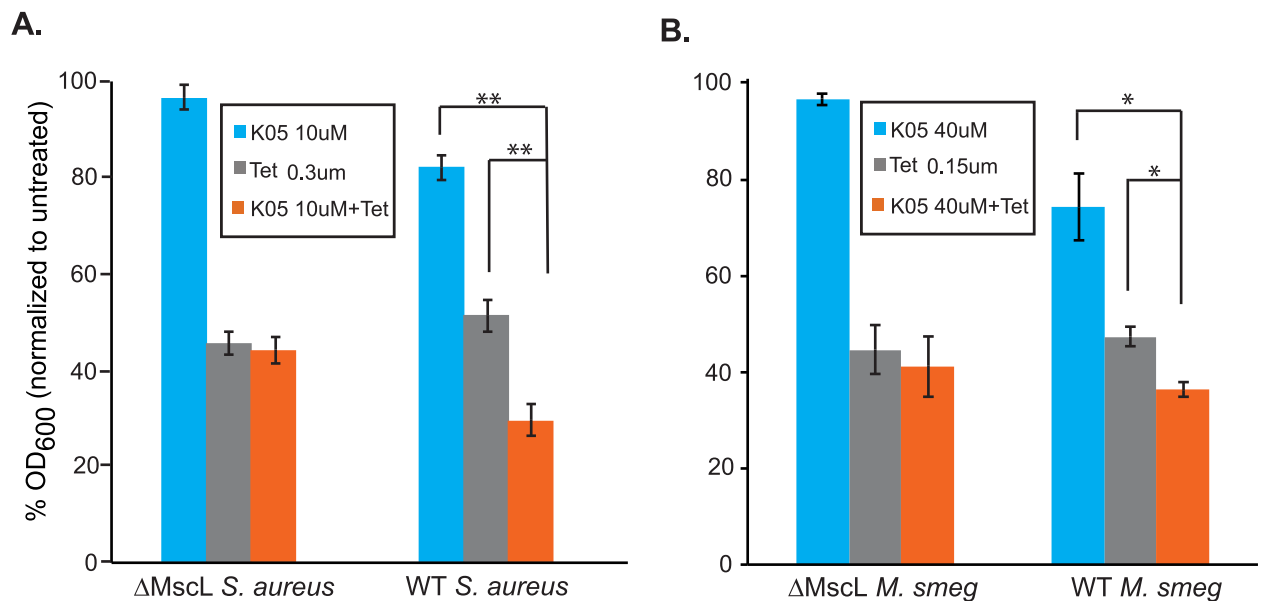 A.
% OD600 (normalized to untreated)
100
80
60
40
20
0
K05 10uM
Tet 0.3um
K05 10uM+Tet
**
**
ΔMscL S. aureus
WT S. aureus
B.
100
80
60
40
20
0
K05 40uM
Tet 0.15um
K05 40uM+Tet
*
*
ΔMscL M. smeg
WT M. smeg